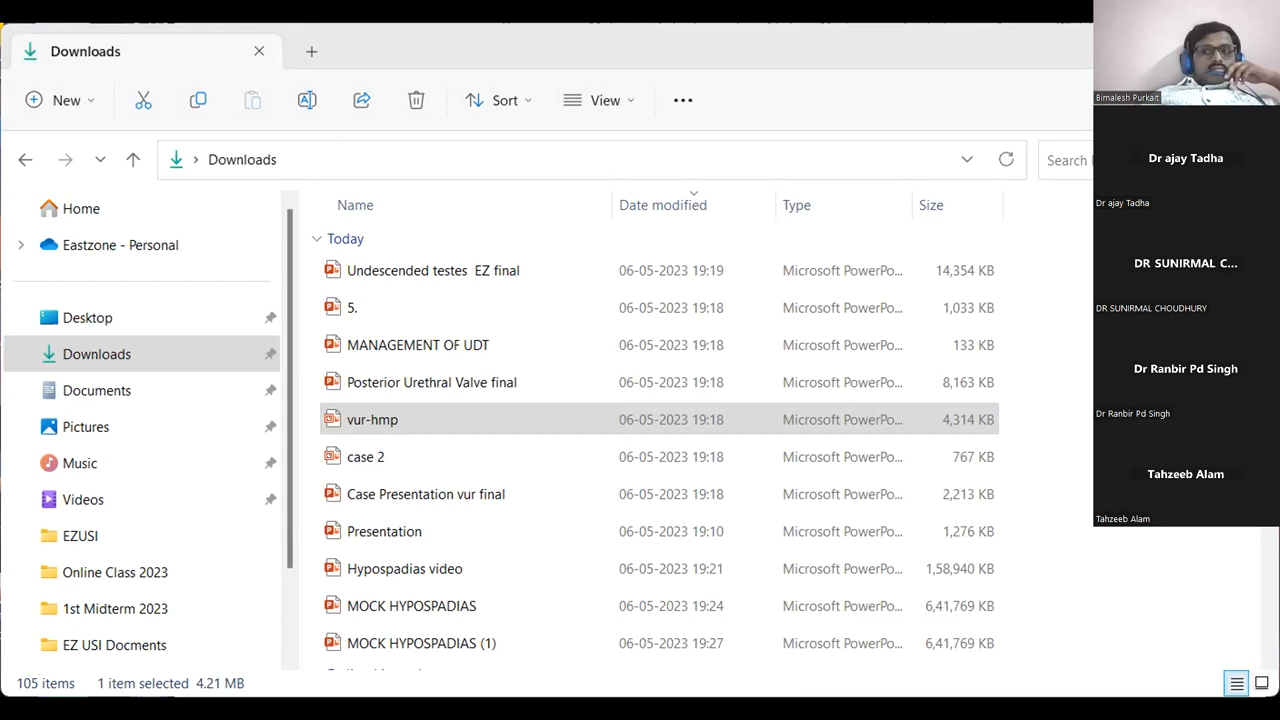 Downloads
New
Sort
View
Downloads
Search
Home
Eastzone - Personal
Desktop
Downloads
Documents
Pictures
Music
Videos
EZUSI
Online Class 2023
1st Midterm 2023
EZ USI Docments
Name Date modified Type Size
Today
Undescended testes EZ final 06-05-2023 19:19 Microsoft PowerPo... 14,354 KB
5. 06-05-2023 19:18 Microsoft PowerPo... 1,033 KB
MANAGEMENT OF UDT 06-05-2023 19:18 Microsoft PowerPo... 133 KB
Posterior Urethral Valve final 06-05-2023 19:18 Microsoft PowerPo... 8,163 KB
vur-hmp 06-05-2023 19:18 Microsoft PowerPo... 4,314 KB
case 2 06-05-2023 19:18 Microsoft PowerPo... 767 KB
Case Presentation vur final 06-05-2023 19:18 Microsoft PowerPo... 2,213 KB
Presentation 06-05-2023 19:10 Microsoft PowerPo... 1,276 KB
Hypospadias video 06-05-2023 19:21 Microsoft PowerPo... 1,58,940 KB
MOCK HYPOSPADIAS 06-05-2023 19:24 Microsoft PowerPo... 6,41,769 KB
MOCK HYPOSPADIAS (1) 06-05-2023 19:27 Microsoft PowerPo... 6,41,769 KB
105 items 1 item selected 4.21 MB
Bimalesh Purkait
Dr ajay Tadha
Dr ajay Tadha
DR SUNIRMAL C...
DR SUNIRMAL CHOUDHURY
Dr Ranbir Pd Singh
Dr Ranbir Pd Singh
Tahzeeb Alam
Tahzeeb Alam